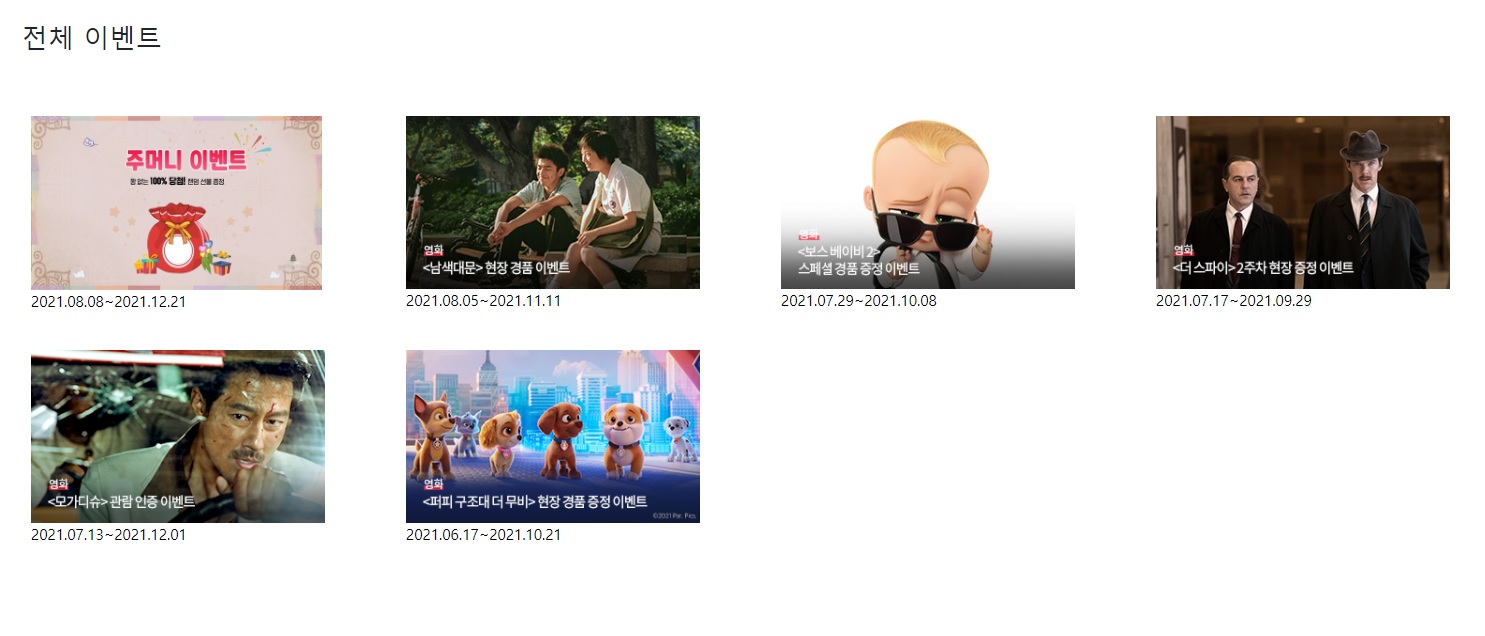 전체 이벤트
주머니 이벤트
꽝 없는 100% 당첨! 랜덤 선물 증정
2021.08.08~2021.12.21
영화
<남색대문> 현장 경품 이벤트
2021.08.05~2021.11.11
영화
<보스 베이비 2>
스페셜 경품 증정 이벤트
2021.07.29~2021.10.08
영화
<더 스파이> 2주차 현장 증정 이벤트
2021.07.17~2021.09.29
영화
<모가디슈> 관람 인증 이벤트
2021.07.13~2021.12.01
영화
<퍼피 구조대 더 무비> 현장 경품 증정 이벤트
©2021 Par. Pics.
2021.06.17~2021.10.21